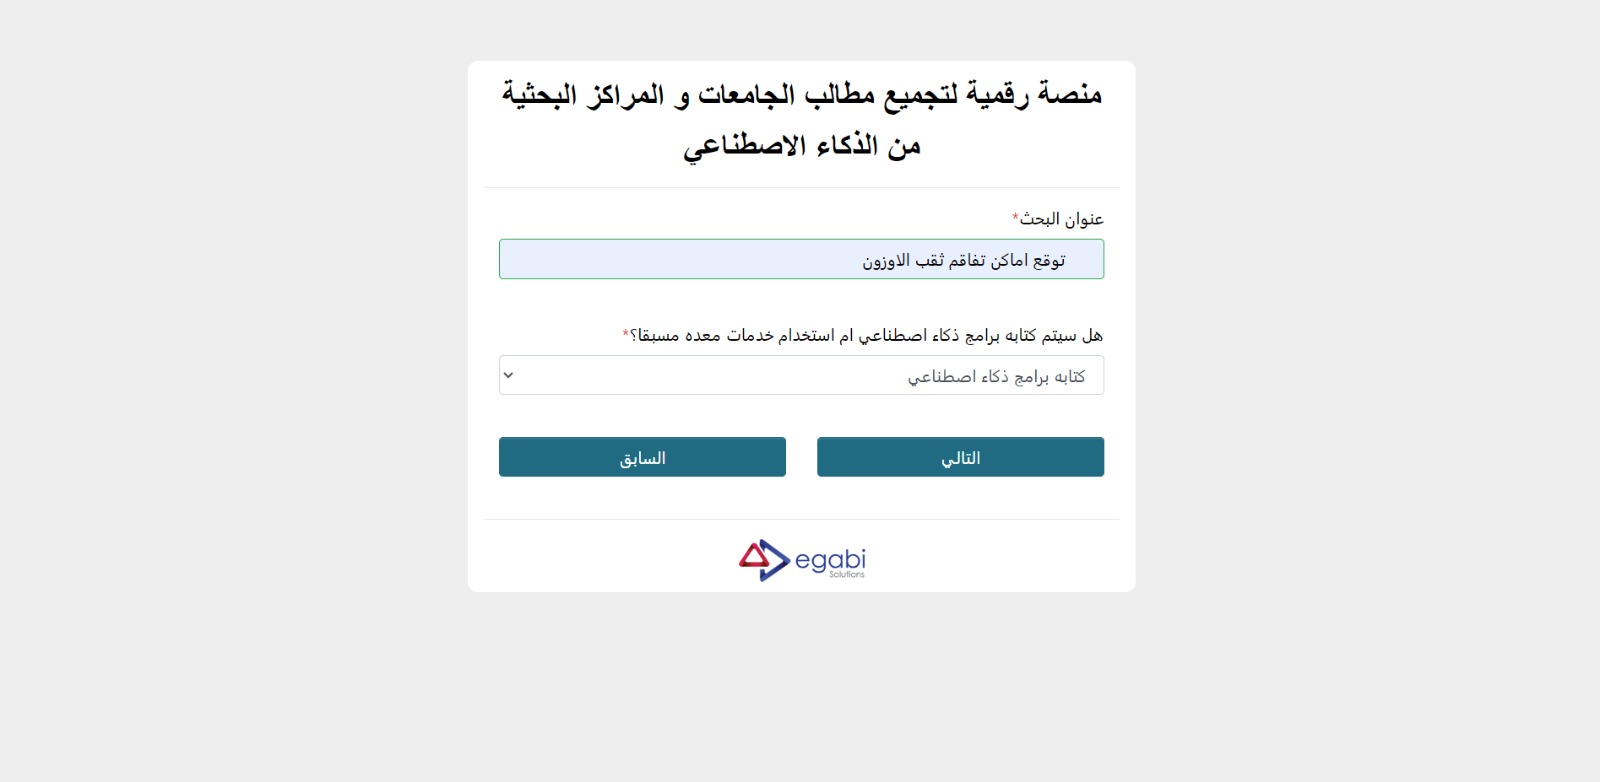 منصة رقمية لتجميع مطالب الجامعات و المراكز البحثية
من الذكاء الاصطناعي
عنوان البحث*
توقع اماكن تفاقم ثقب الاوزون
هل سيتم كتابه برامج ذكاء اصطناعي ام استخدام خدمات معده مسبقا؟*
كتابه برامج ذكاء اصطناعي
التالي
السابق
egabi
Solutions